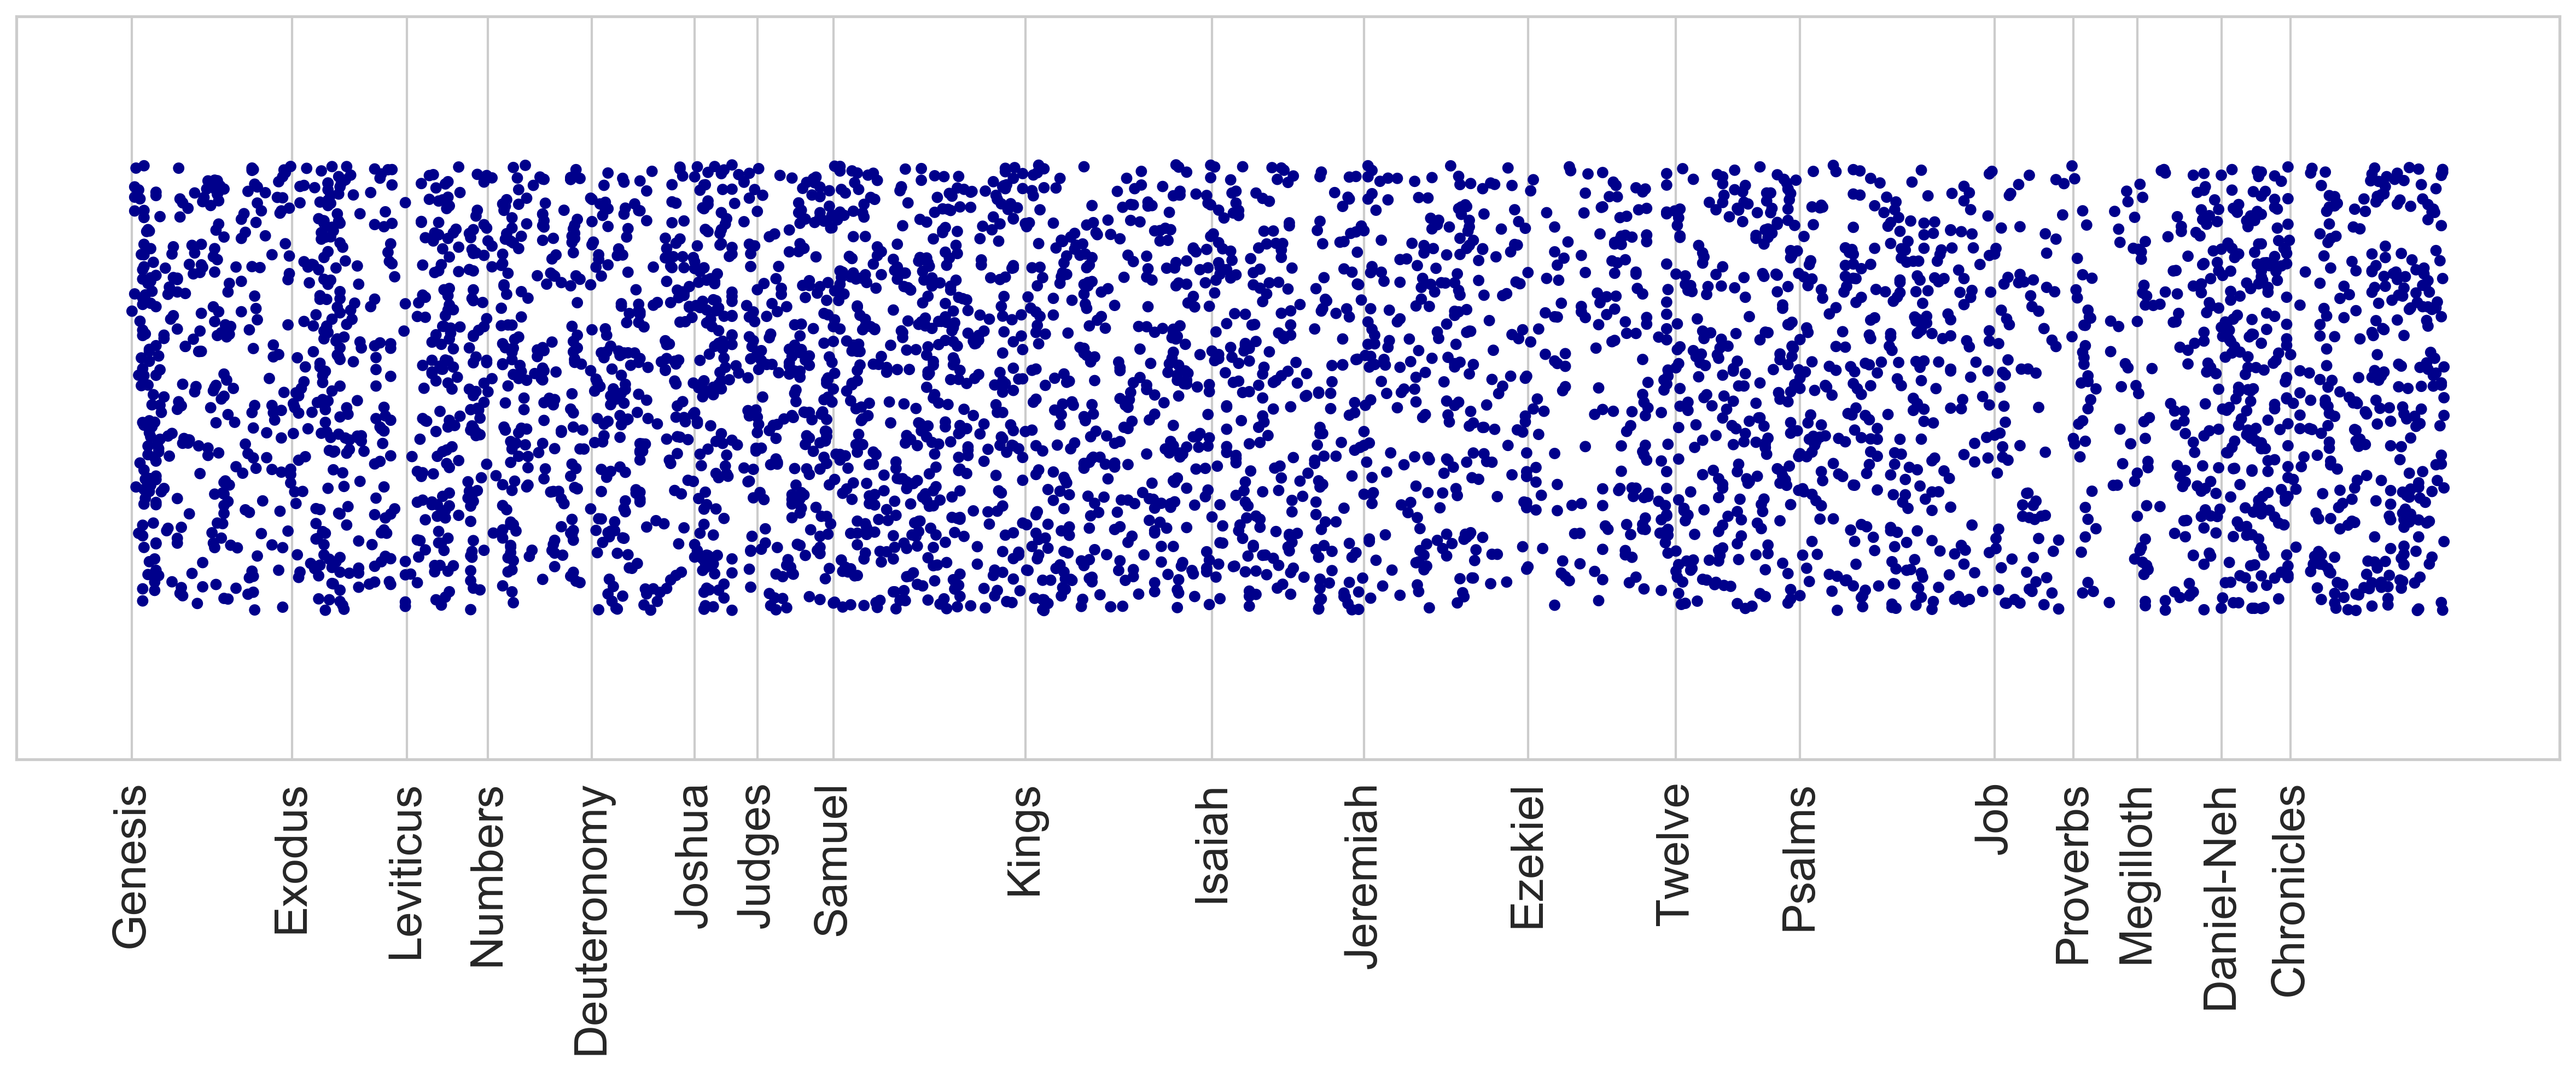 Genesis
Exodus
Leviticus
Numbers
Deuteronomy
Joshua
Judges
Samuel
Kings
Isaiah
Jeremiah
Ezekiel
Twelve
Psalms
Job
Proverbs
Megilloth
Daniel-Neh
Chronicles